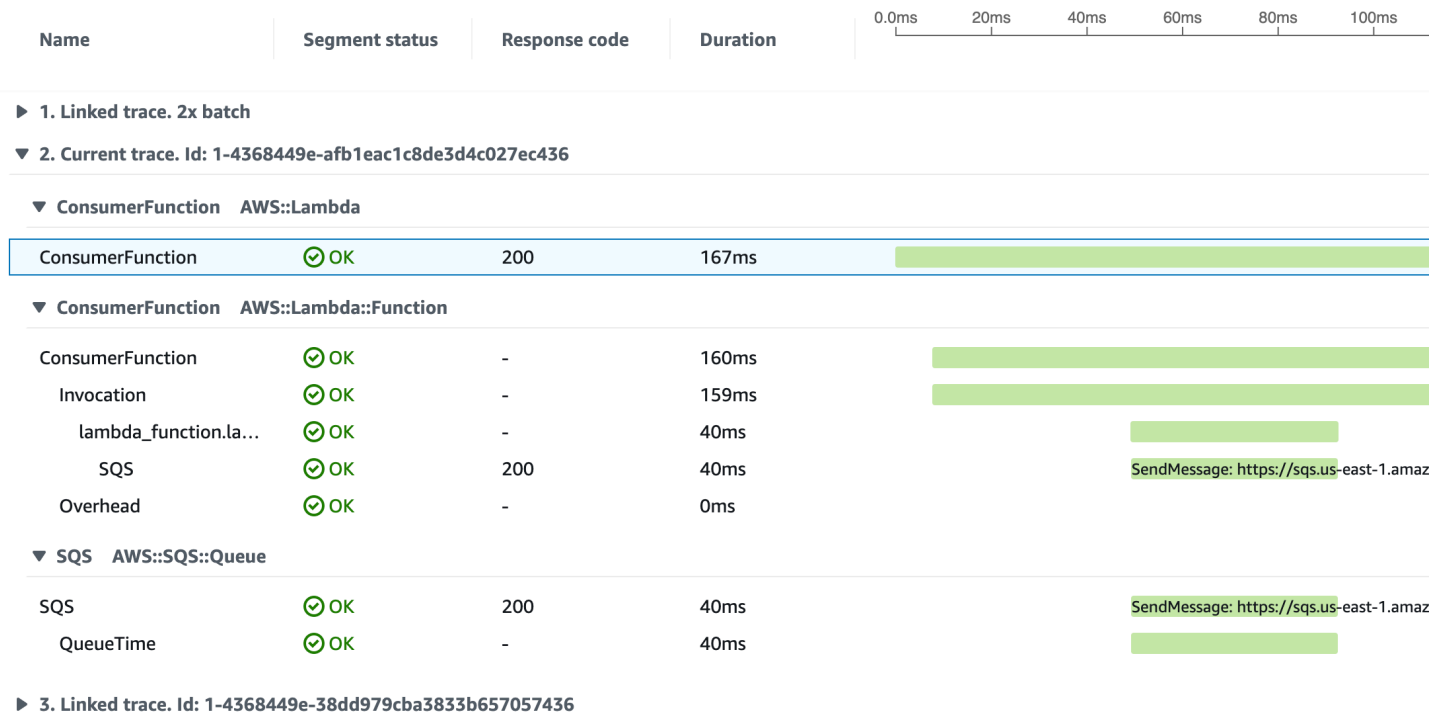 0.0ms 20ms 40ms 60ms 80ms 100ms
Name Segment status Response code Duration
1. Linked trace. 2x batch
2. Current trace. Id: 1-4368449e-afb1eac1c8de3d4c027ec436
ConsumerFunction AWS::Lambda
ConsumerFunction OK 200 167ms
ConsumerFunction AWS::Lambda::Function
ConsumerFunction OK - 160ms
Invocation OK - 159ms
lambda_function.la... OK - 40ms
SQS OK 200 40ms SendMessage: https://sqs.us-east-1.amaz
Overhead OK - 0ms
SQS AWS::SQS::Queue
SQS OK 200 40ms SendMessage: https://sqs.us-east-1.amaz
QueueTime OK - 40ms
3. Linked trace. Id: 1-4368449e-38dd979cba3833b657057436